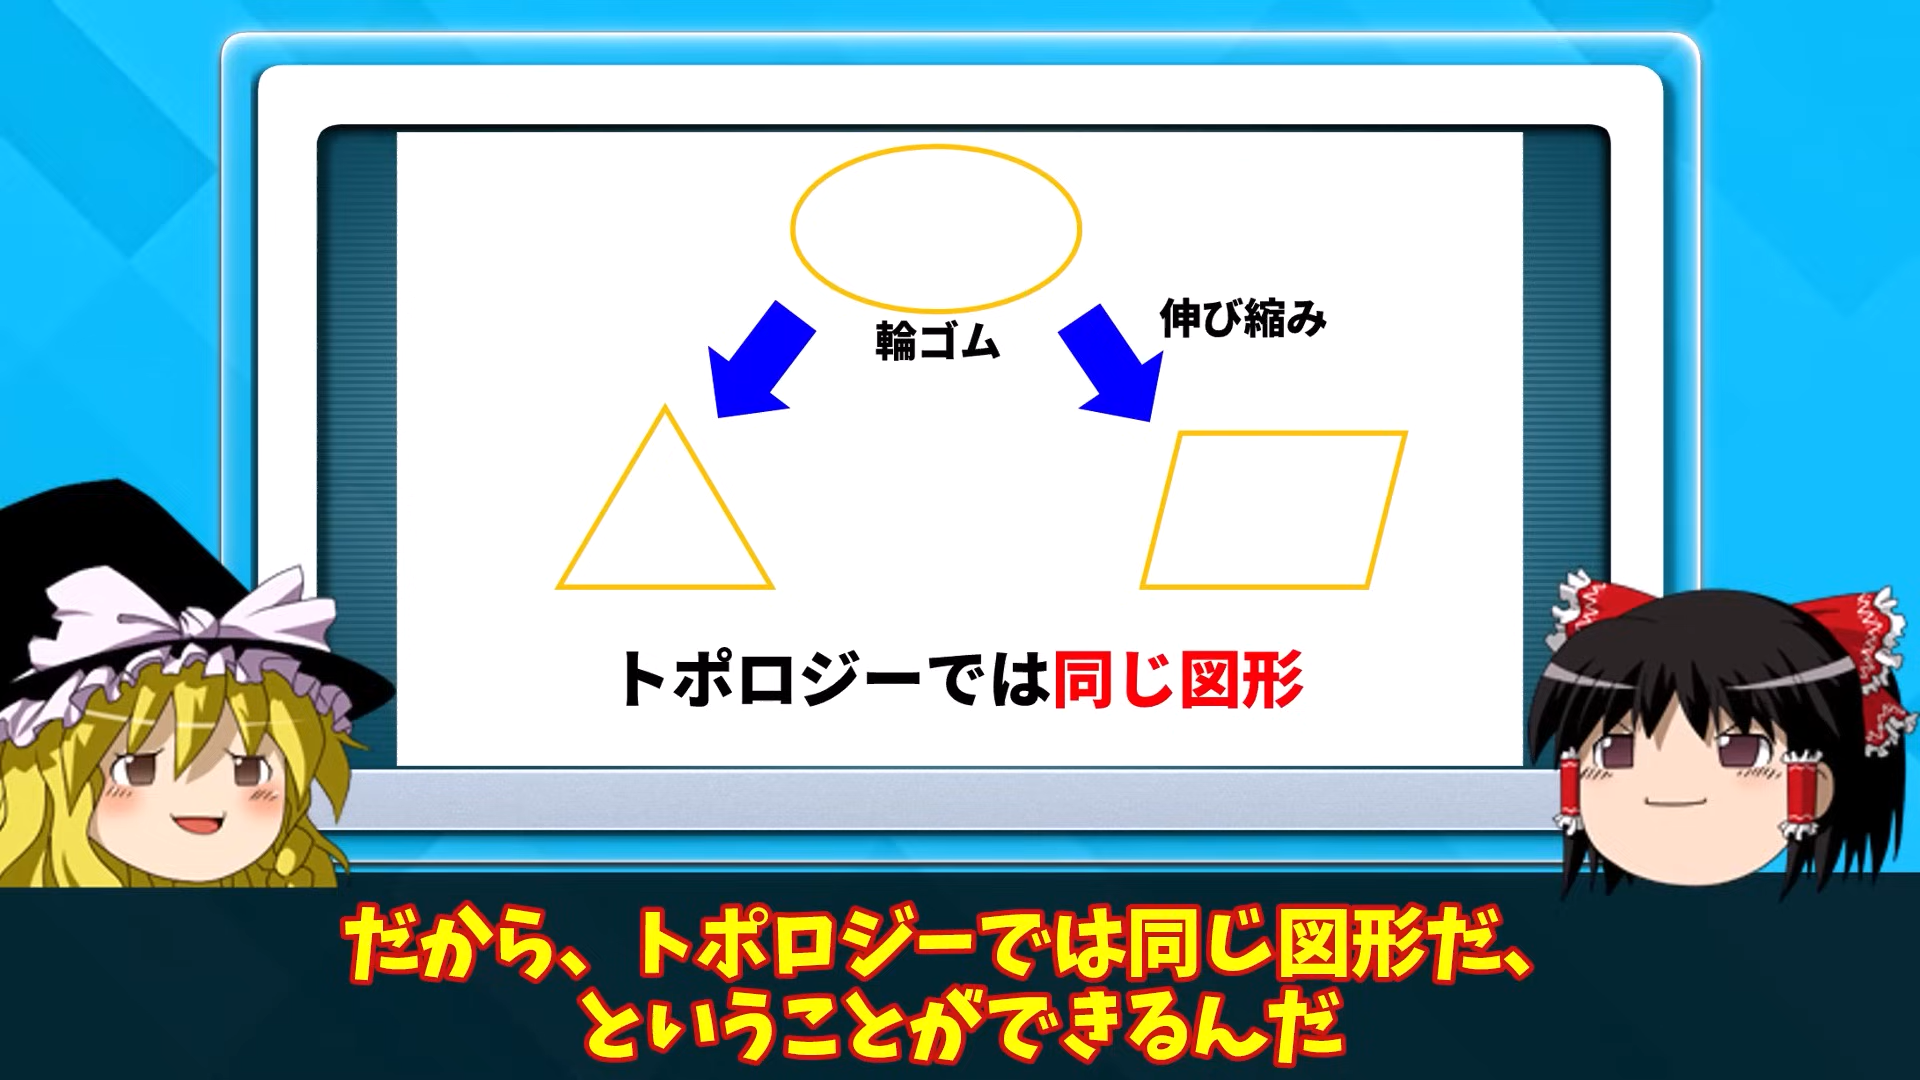 輪ゴム
伸び縮み
トポロジーでは同じ図形
だから、トポロジーでは同じ図形だ、
ということができるんだ